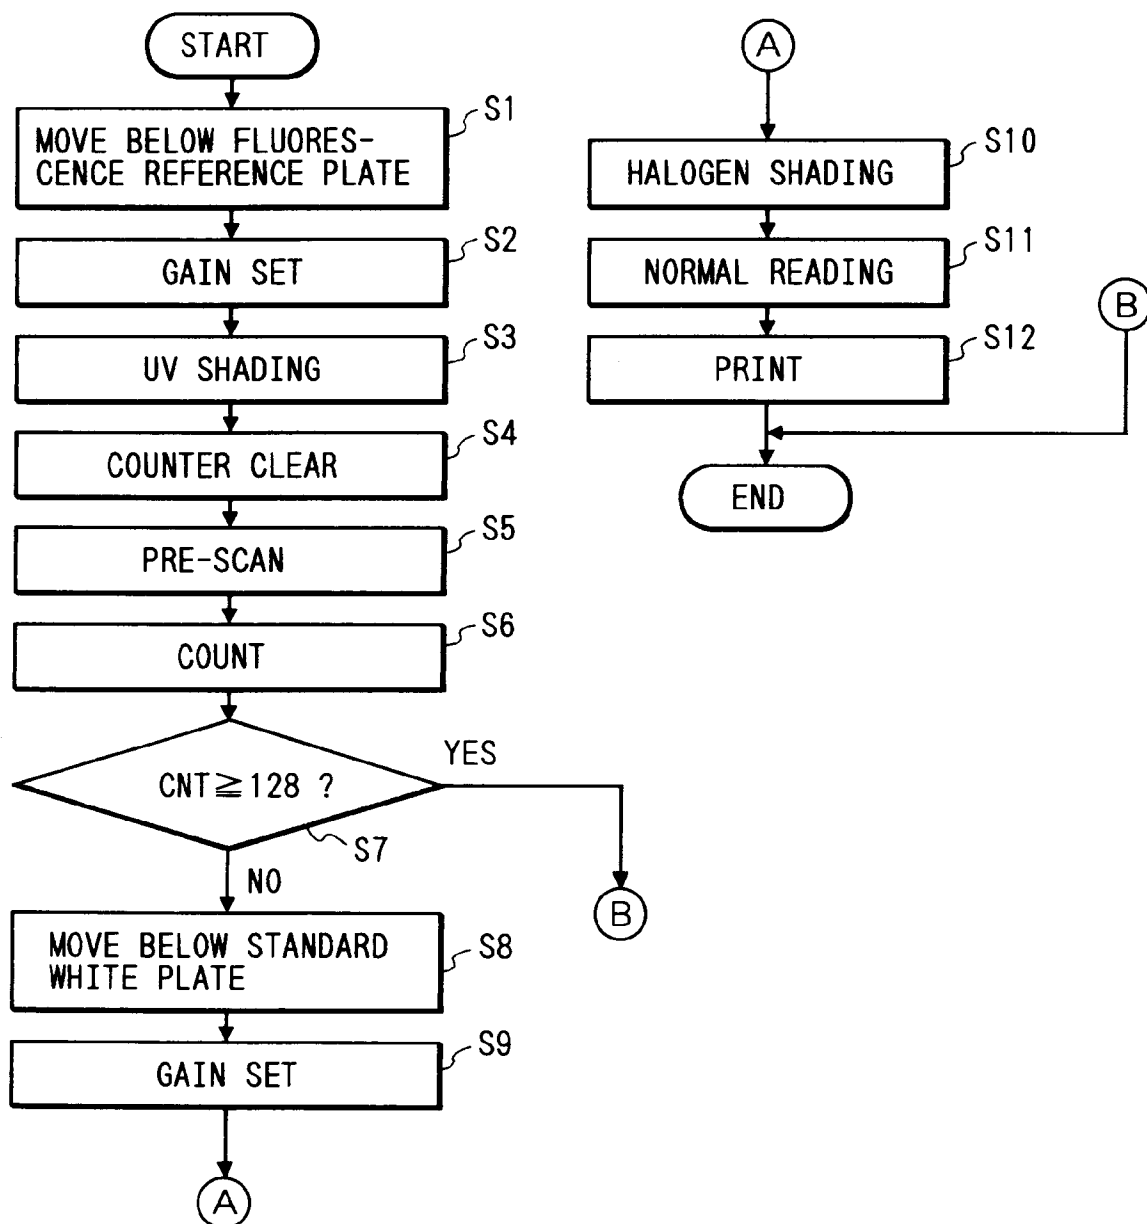 START
S1
MOVE BELOW FLUORES-
CENCE REFERENCE PLATE
S2
GAIN SET
S3
UV SHADING
S4
COUNTER CLEAR
S5
PRE-SCAN
S6
COUNT
YES
CNT≧128 ?
S7
NO
B
S8
MOVE BELOW STANDARD
WHITE PLATE
S9
GAIN SET
A
A
S10
HALOGEN SHADING
S11
NORMAL READING
B
S12
PRINT
END